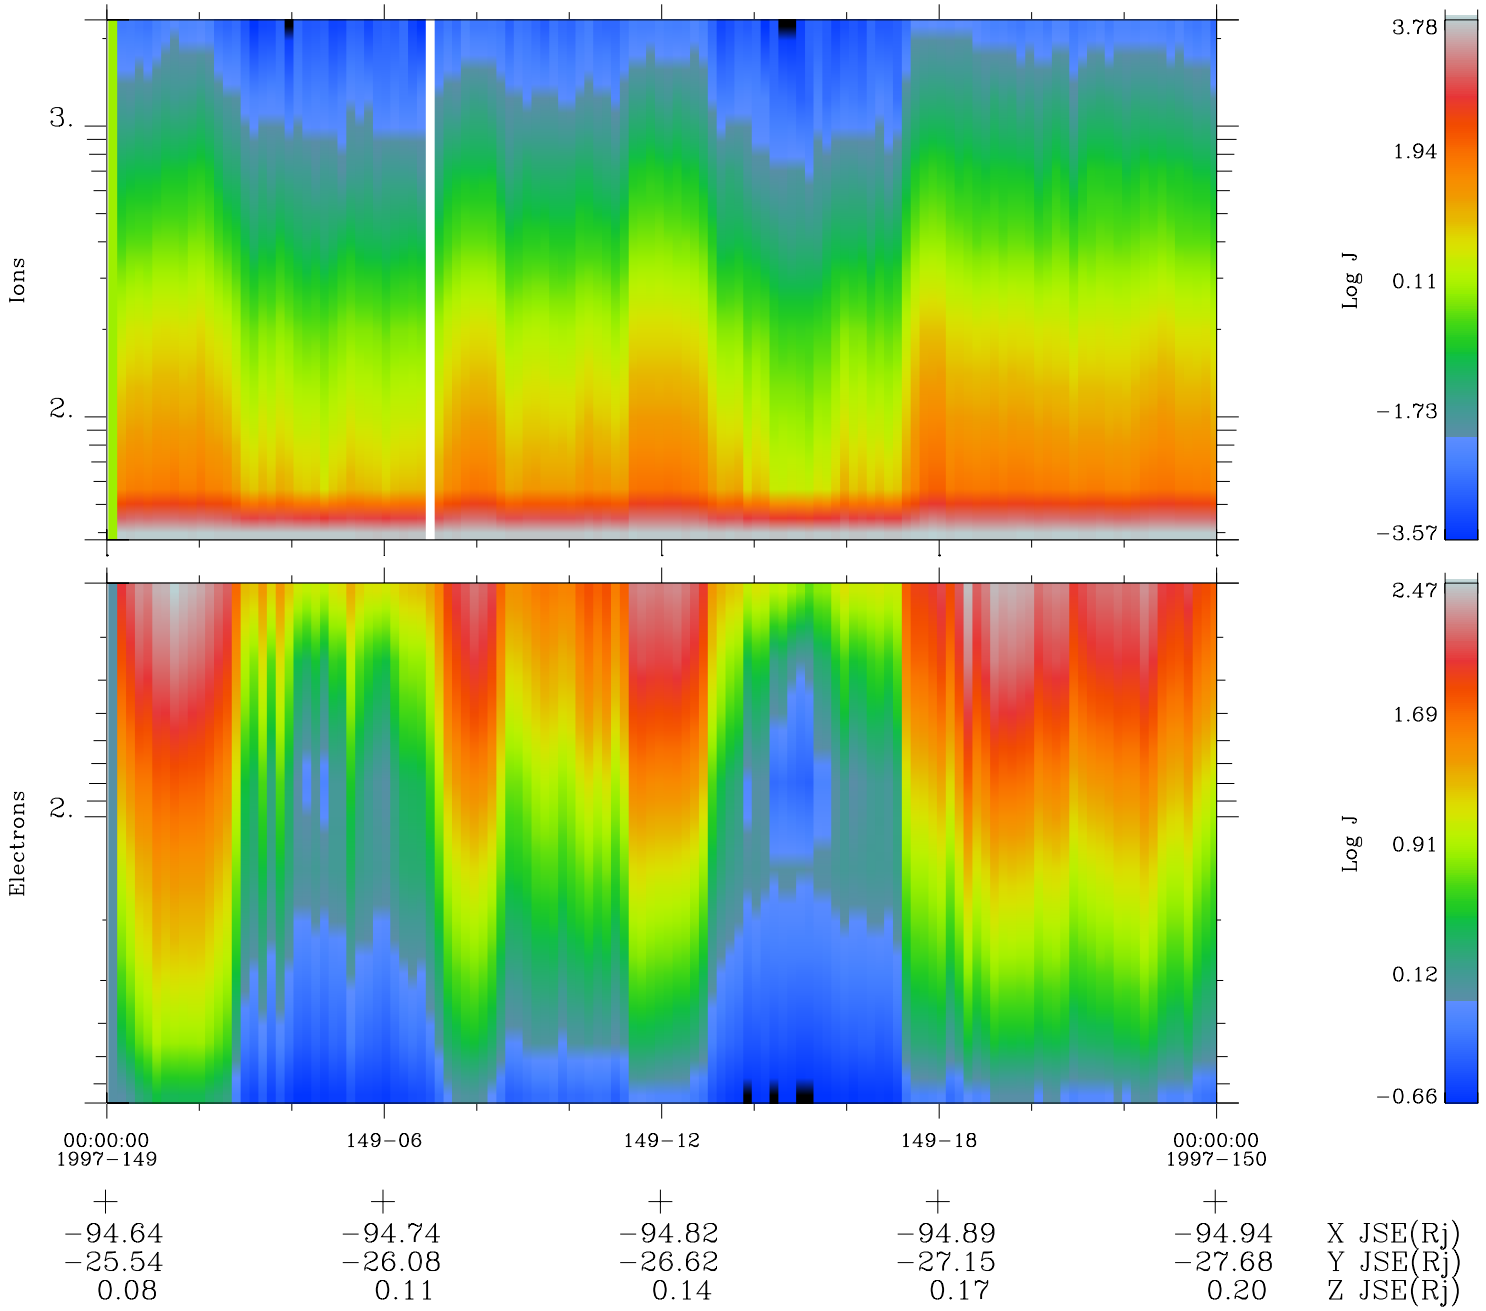 3.
2.
Ions
3.78
1.94
0.11
−1.73
−3.57
Log J
2.
Electrons
2.47
1.69
0.91
0.12
−0.66
Log J
00:00:00 149−06 149−12 149−18 00:00:00
1997−149 1997−150
−94.64 −94.74 −94.82 −94.89 −94.94 X JSE(Rj)
−25.54 −26.08 −26.62 −27.15 −27.68 Y JSE(Rj)
0.08 0.11 0.14 0.17 0.20 Z JSE(Rj)